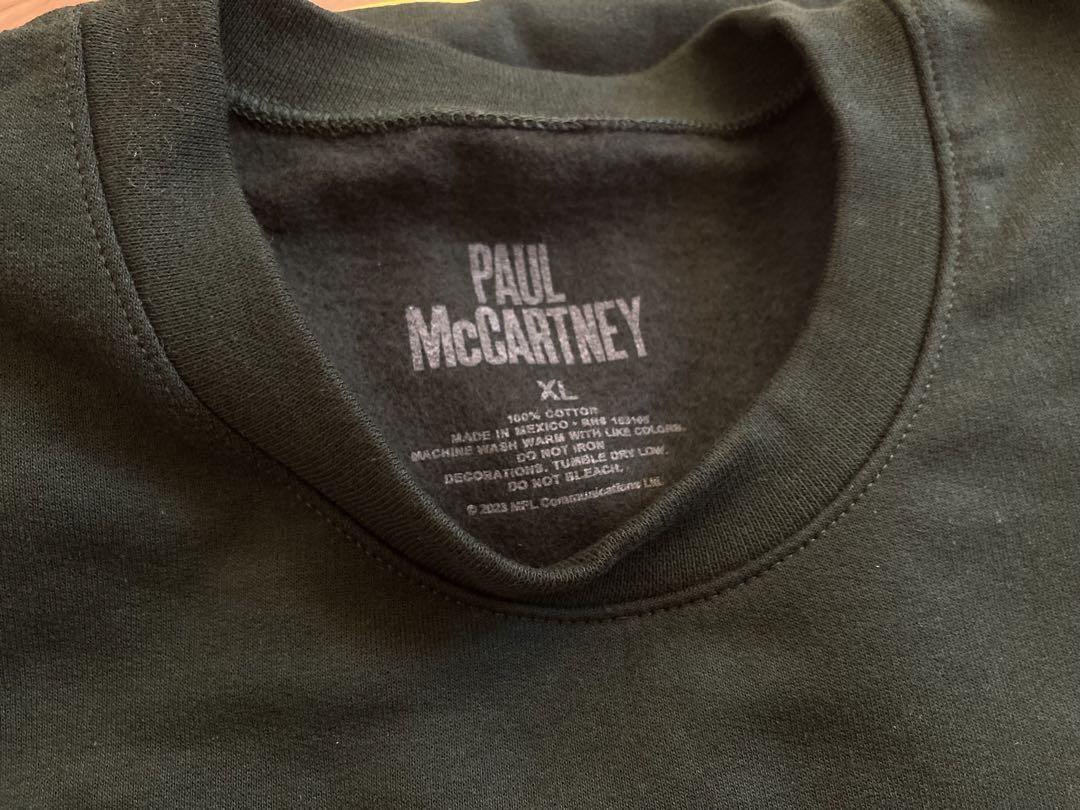 PAUL
McCARTNEY
XL
100% COTTON
MADE IN MEXICO • RN#
MACHINE WASH WARM WITH LIKE COLORS.
DO NOT IRON
DECORATIONS. TUMBLE DRY LOW.
DO NOT BLEACH.
© 2023 MPL Communications Ltd.